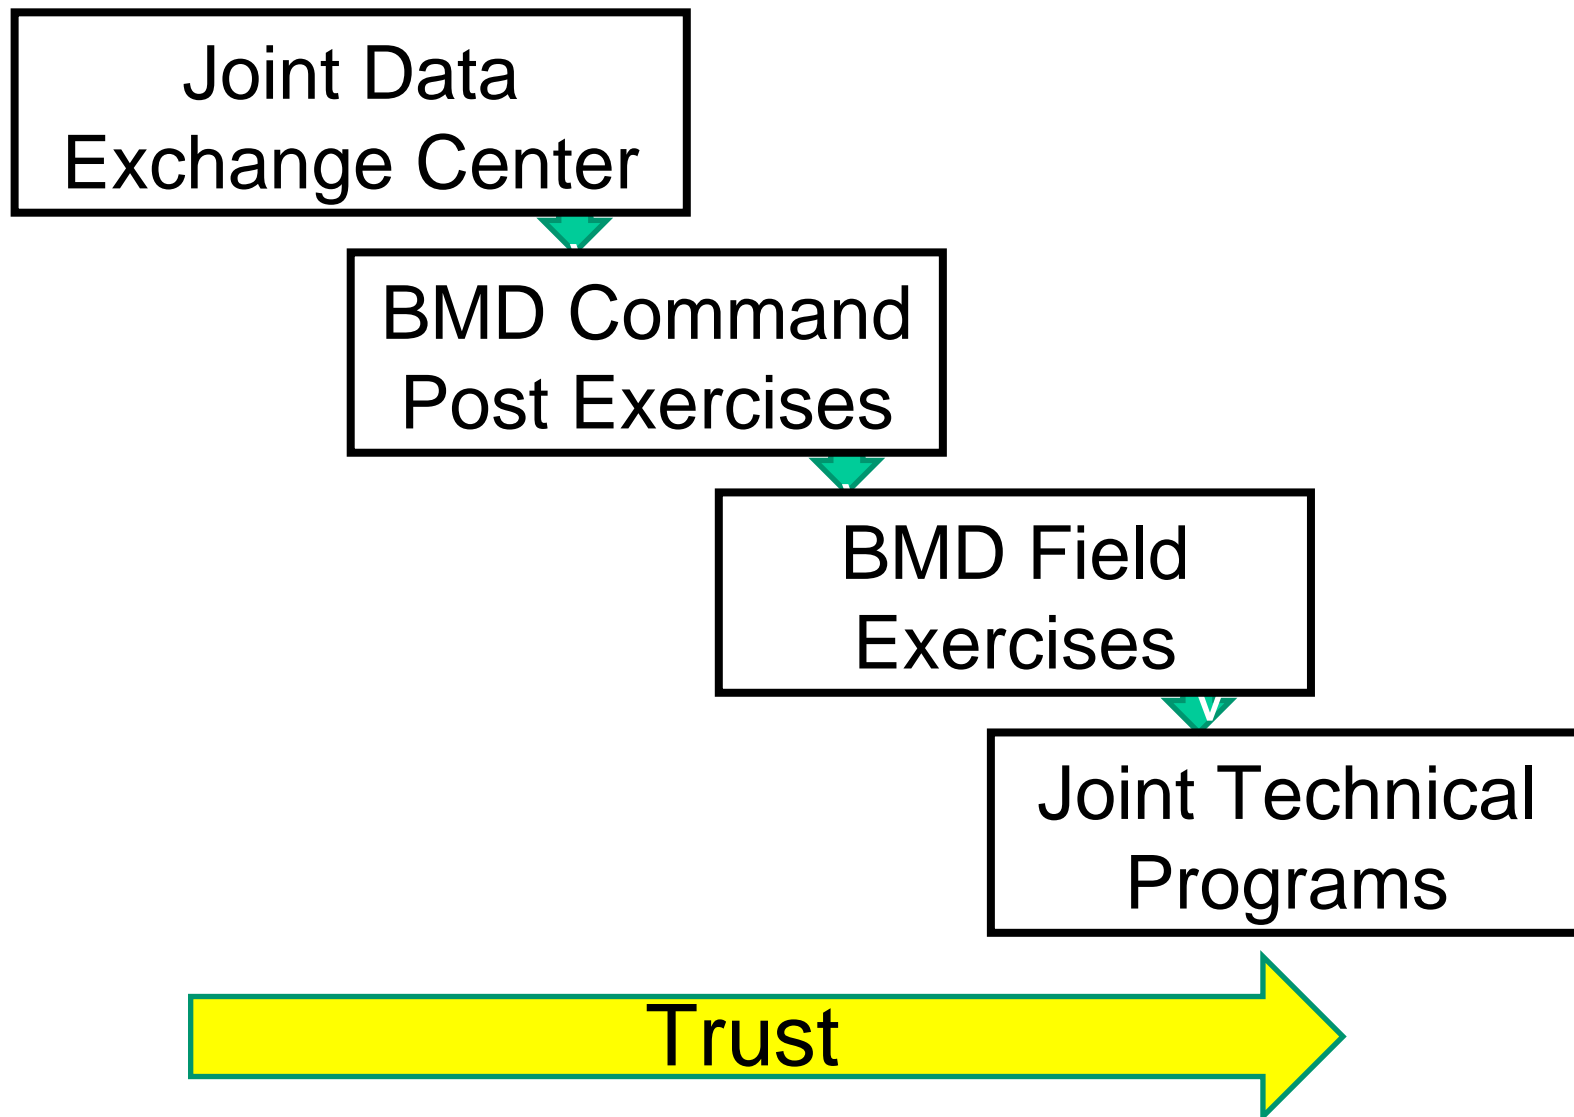 Joint Data
Exchange Center
BMD Command
Post Exercises
BMD Field
Exercises
Joint Technical
Programs
Trust